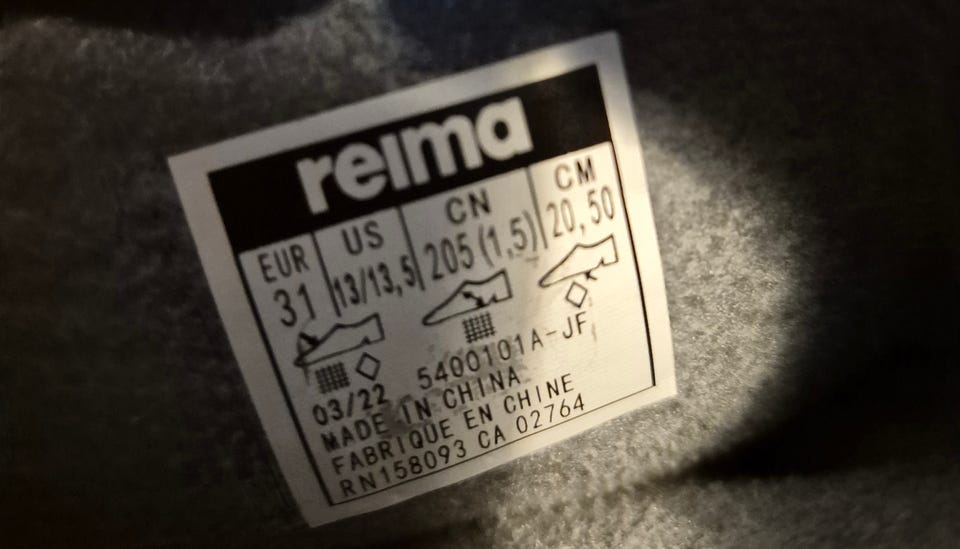 reima
EUR US CN CM
31 13/13,5 205 (1,5) 20,50
03/22 5400101A-JF
MADE IN CHINA
FABRIQUE EN CHINE
RN158093 CA 02764